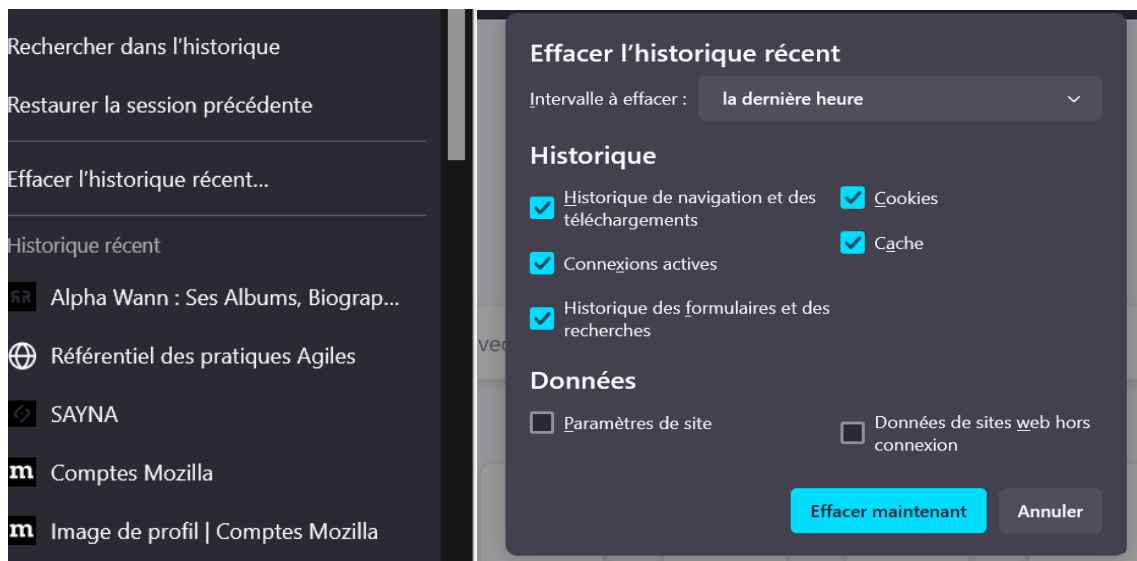 Rechercher dans l’historique
Restaurer la session précédente
Effacer l’historique récent...
Historique récent
Alpha Wann : Ses Albums, Biograp...
Référentiel des pratiques Agiles
SAYNA
m Comptes Mozilla
m Image de profil | Comptes Mozilla
Effacer l’historique récent
Intervalle à effacer : la dernière heure
Historique
Historique de navigation et des
téléchargements
Cookies
Cache
Connexions actives
Historique des formulaires et des
recherches
Données
Paramètres de site
Données de sites web hors
connexion
Effacer maintenant
Annuler